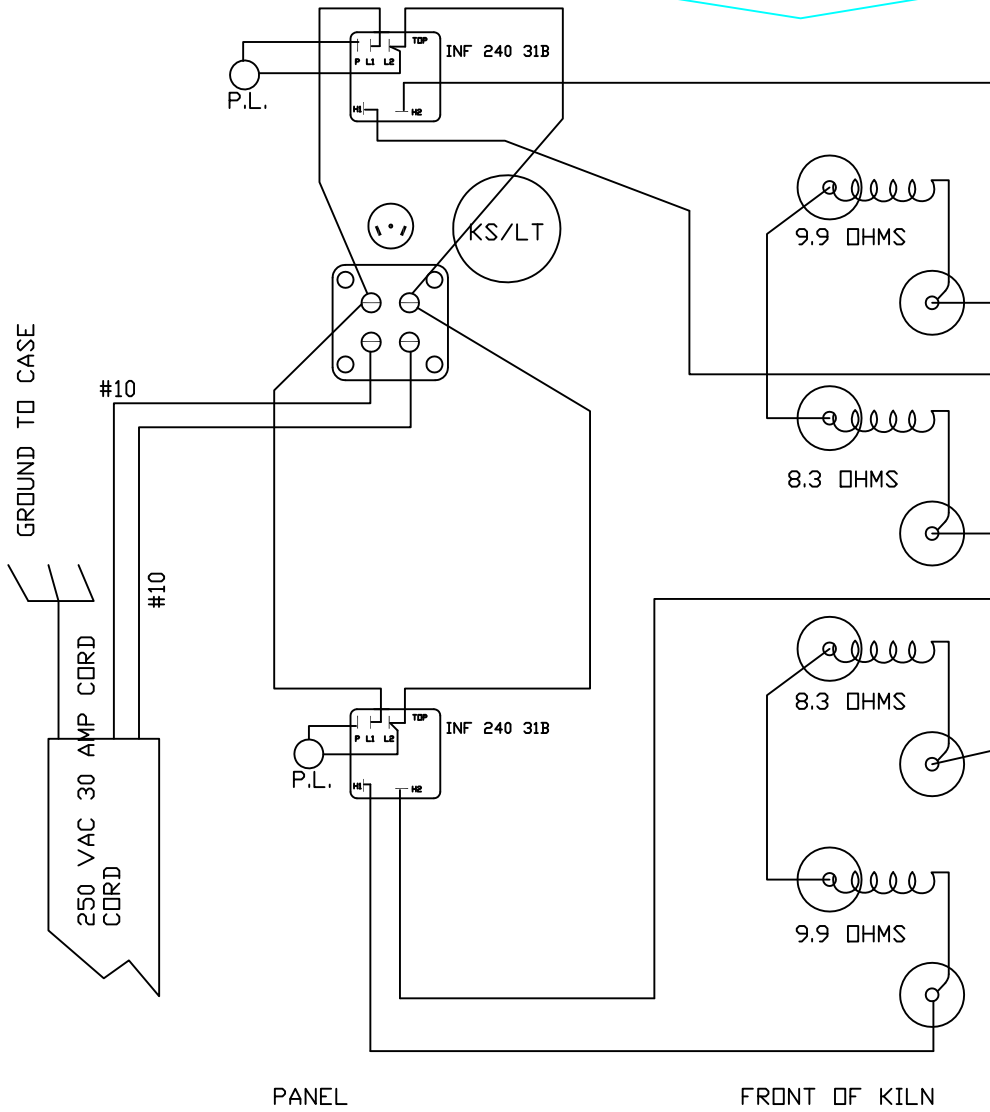 TOP
INF 240 31B
P L1 L2
P.L.
H1 H2
KS/LT
9.9 OHMS
GROUND TO CASE
#10
8.3 OHMS
#10
250 VAC 30 AMP CORD
CORD
8.3 OHMS
TOP
INF 240 31B
P L1 L2
P.L.
H1 H2
9.9 OHMS
PANEL
FRONT OF KILN